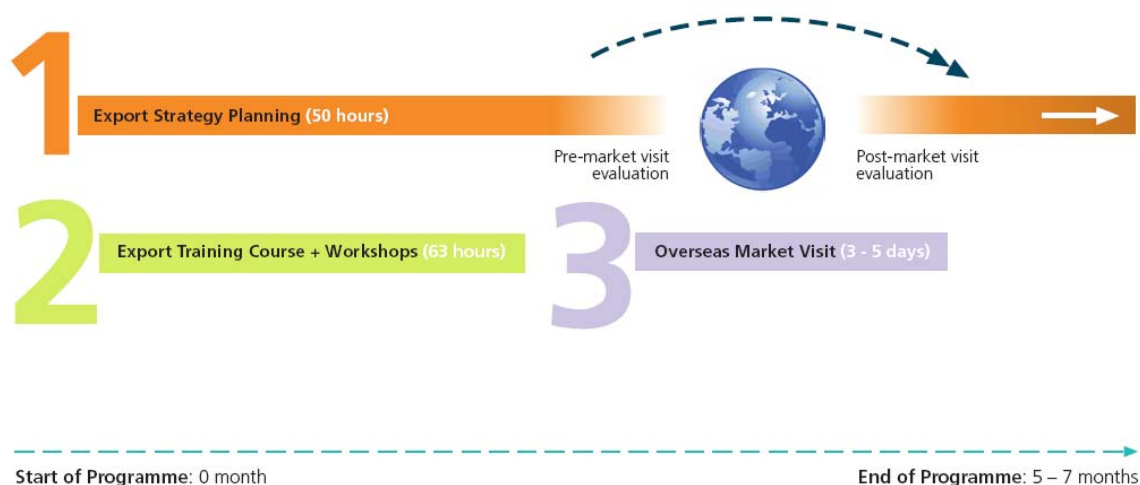 1
Export Strategy Planning (50 hours)
Pre-market visit
evaluation
Post-market visit
evaluation
2
Export Training Course + Workshops (63 hours)
3
Overseas Market Visit (3 - 5 days)
Start of Programme: 0 month
End of Programme: 5 – 7 months